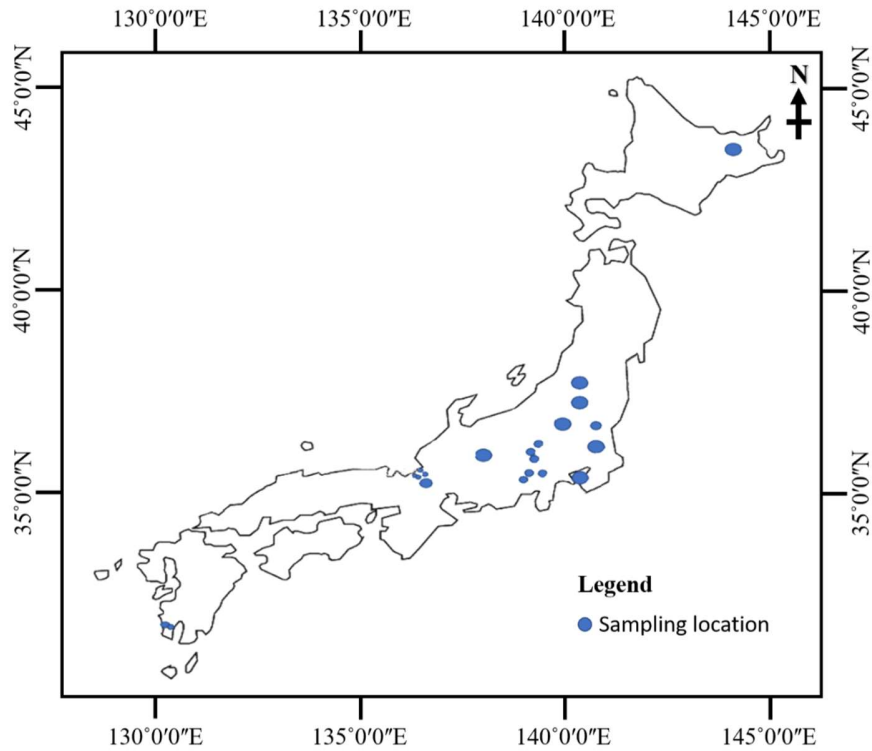 130°0′0″E 135°0′0″E 140°0′0″E 145°0′0″E
N
45°0′0″N 45°0′0″N
40°0′0″N 40°0′0″N
35°0′0″N 35°0′0″N
Legend
Sampling location
130°0′0″E 135°0′0″E 140°0′0″E 145°0′0″E